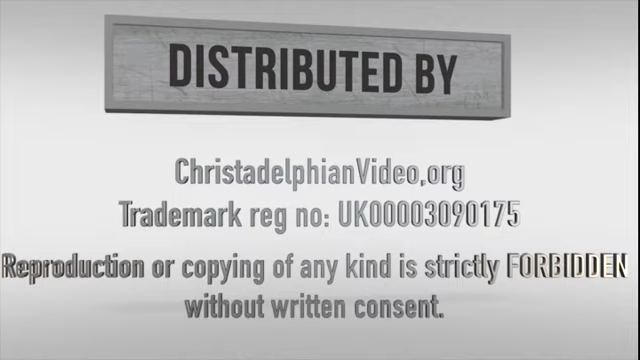 DISTRIBUTED BY
ChristadelphianVideo.org
Trademark reg no: UK00003090175
Reproduction or copying of any kind is strictly FORBIDDEN
without written consent.